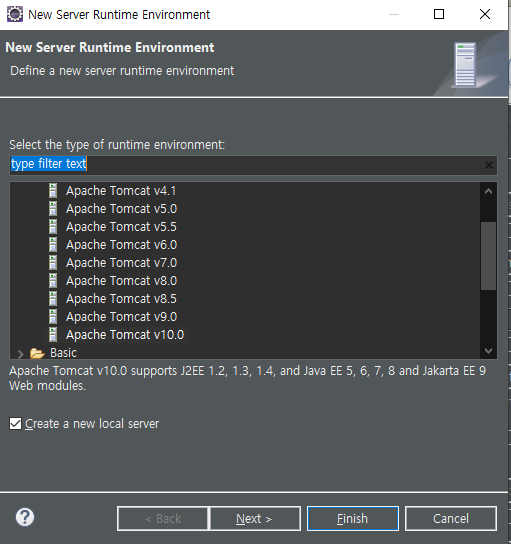 New Server Runtime Environment
New Server Runtime Environment
Define a new server runtime environment
Select the type of runtime environment:
type filter text
Apache Tomcat v4.1
Apache Tomcat v5.0
Apache Tomcat v5.5
Apache Tomcat v6.0
Apache Tomcat v7.0
Apache Tomcat v8.0
Apache Tomcat v8.5
Apache Tomcat v9.0
Apache Tomcat v10.0
Basic
Apache Tomcat v10.0 supports J2EE 1.2, 1.3, 1.4, and Java EE 5, 6, 7, 8 and Jakarta EE 9
Web modules.
Create a new local server
< Back Next > Finish Cancel